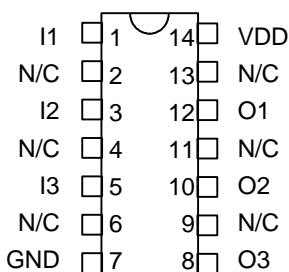 I1 1 14 VDD
N/C 2 13 N/C
I2 3 12 O1
N/C 4 11 N/C
I3 5 10 O2
N/C 6 9 N/C
GND 7 8 O3